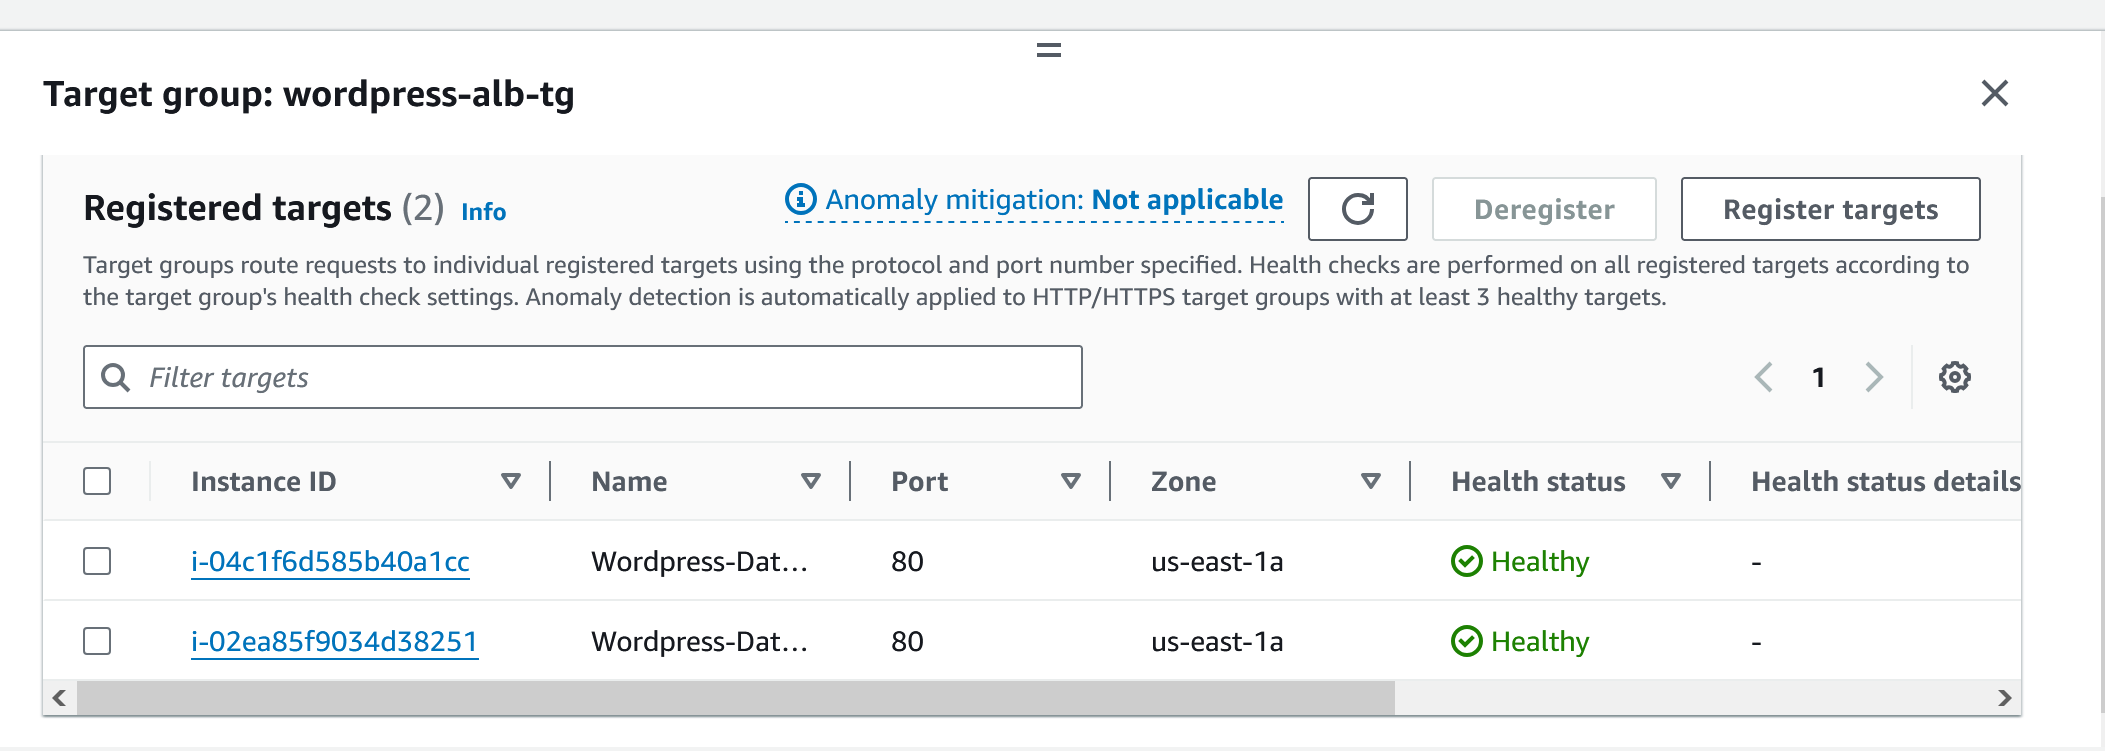 Target group: wordpress-alb-tg
Registered targets (2) Info
Anomaly mitigation: Not applicable
Deregister
Register targets
Target groups route requests to individual registered targets using the protocol and port number specified. Health checks are performed on all registered targets according to
the target group's health check settings. Anomaly detection is automatically applied to HTTP/HTTPS target groups with at least 3 healthy targets.
Filter targets
1
Instance ID Name Port Zone Health status Health status details
i-04c1f6d585b40a1cc Wordpress-Dat... 80 us-east-1a Healthy -
i-02ea85f9034d38251 Wordpress-Dat... 80 us-east-1a Healthy -